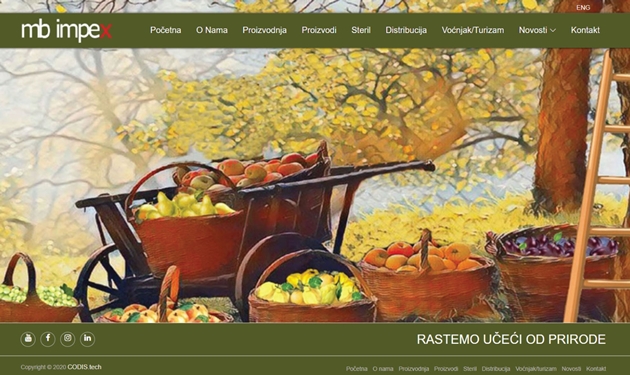 ENG
mb impex Početna O Nama Proizvodnja Proizvodi Steril Distribucija Voćnjak/Turizam Novosti Kontakt
RASTEMO UČEĆI OD PRIRODE
Copyright © 2020 GODIS.tech Početna O nama Proizvodnja Proizvodi Steril Distribucija Voćnjak/turizam Novosti Kontakt